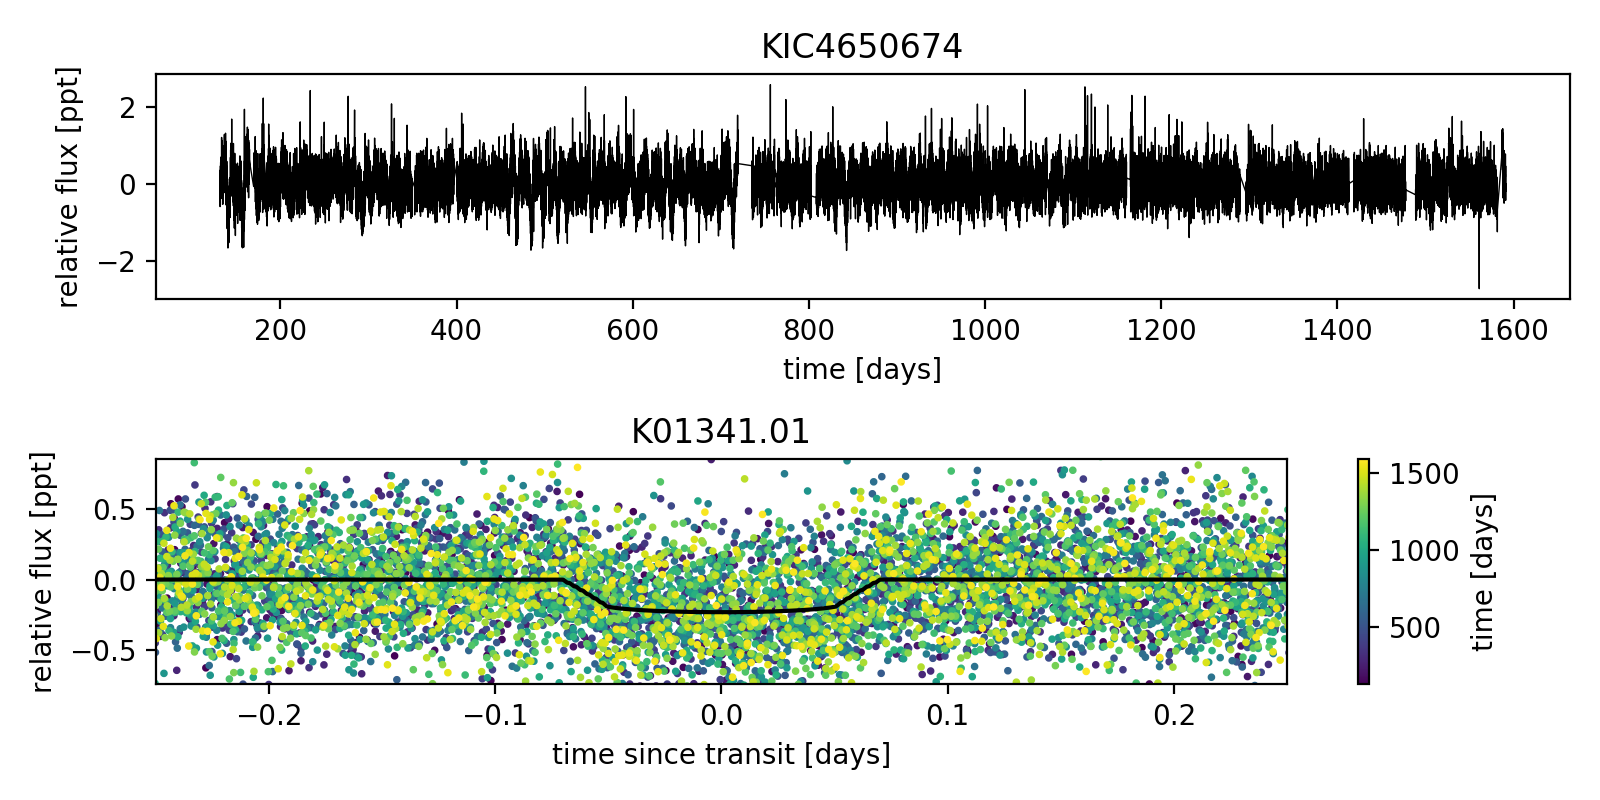 KIC4650674
relative flux [ppt]
2
0
−2
200 400 600 800 1000 1200 1400 1600
time [days]
K01341.01
relative flux [ppt]
0.5
0.0
−0.5
−0.2 −0.1 0.0 0.1 0.2
time since transit [days]
1500
1000
500
time [days]